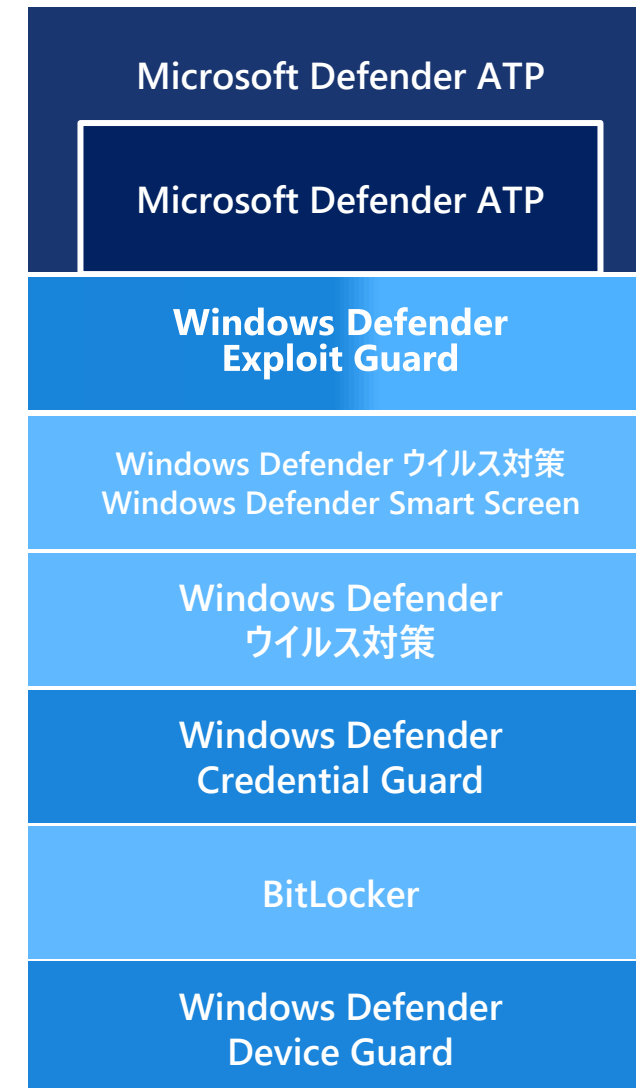 Microsoft Defender ATP
Microsoft Defender ATP
Windows Defender
Exploit Guard
Windows Defender ウイルス対策
Windows Defender Smart Screen
Windows Defender
ウイルス対策
Windows Defender
Credential Guard
BitLocker
Windows Defender
Device Guard